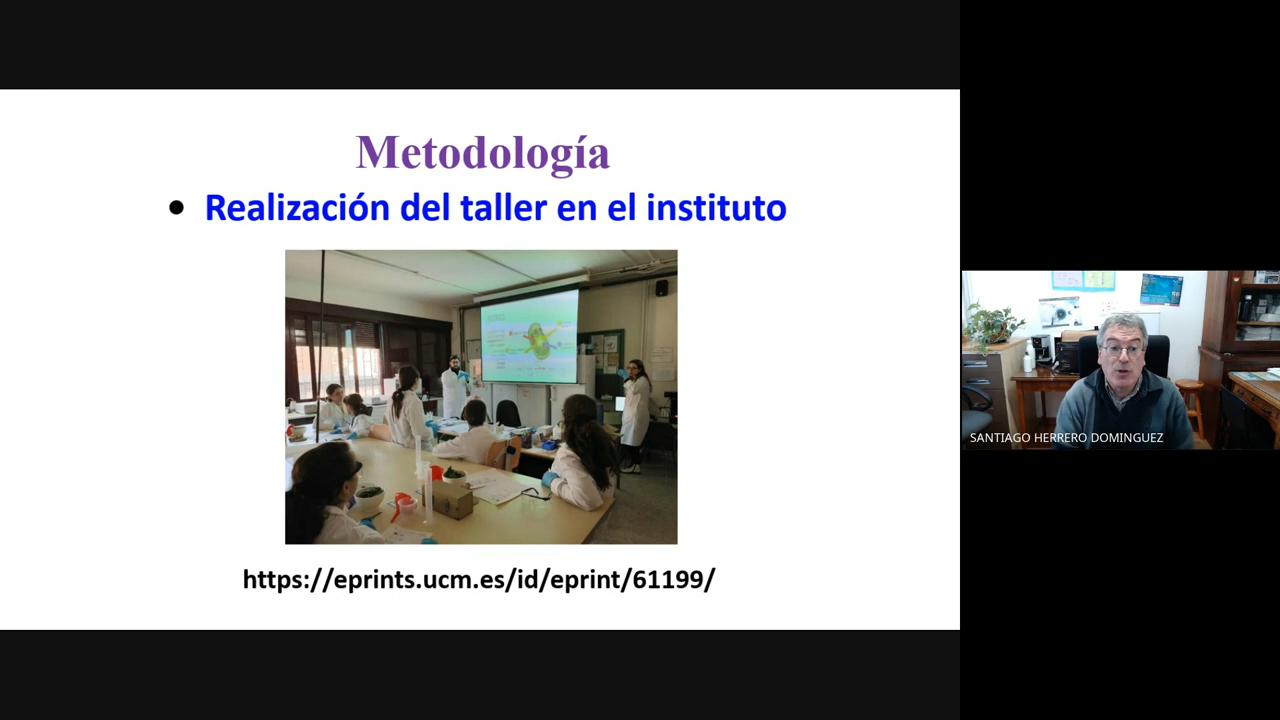 Metodología
• Realización del taller en el instituto
https://eprints.ucm.es/id/eprint/61199/
SANTIAGO HERRERO DOMINGUEZ